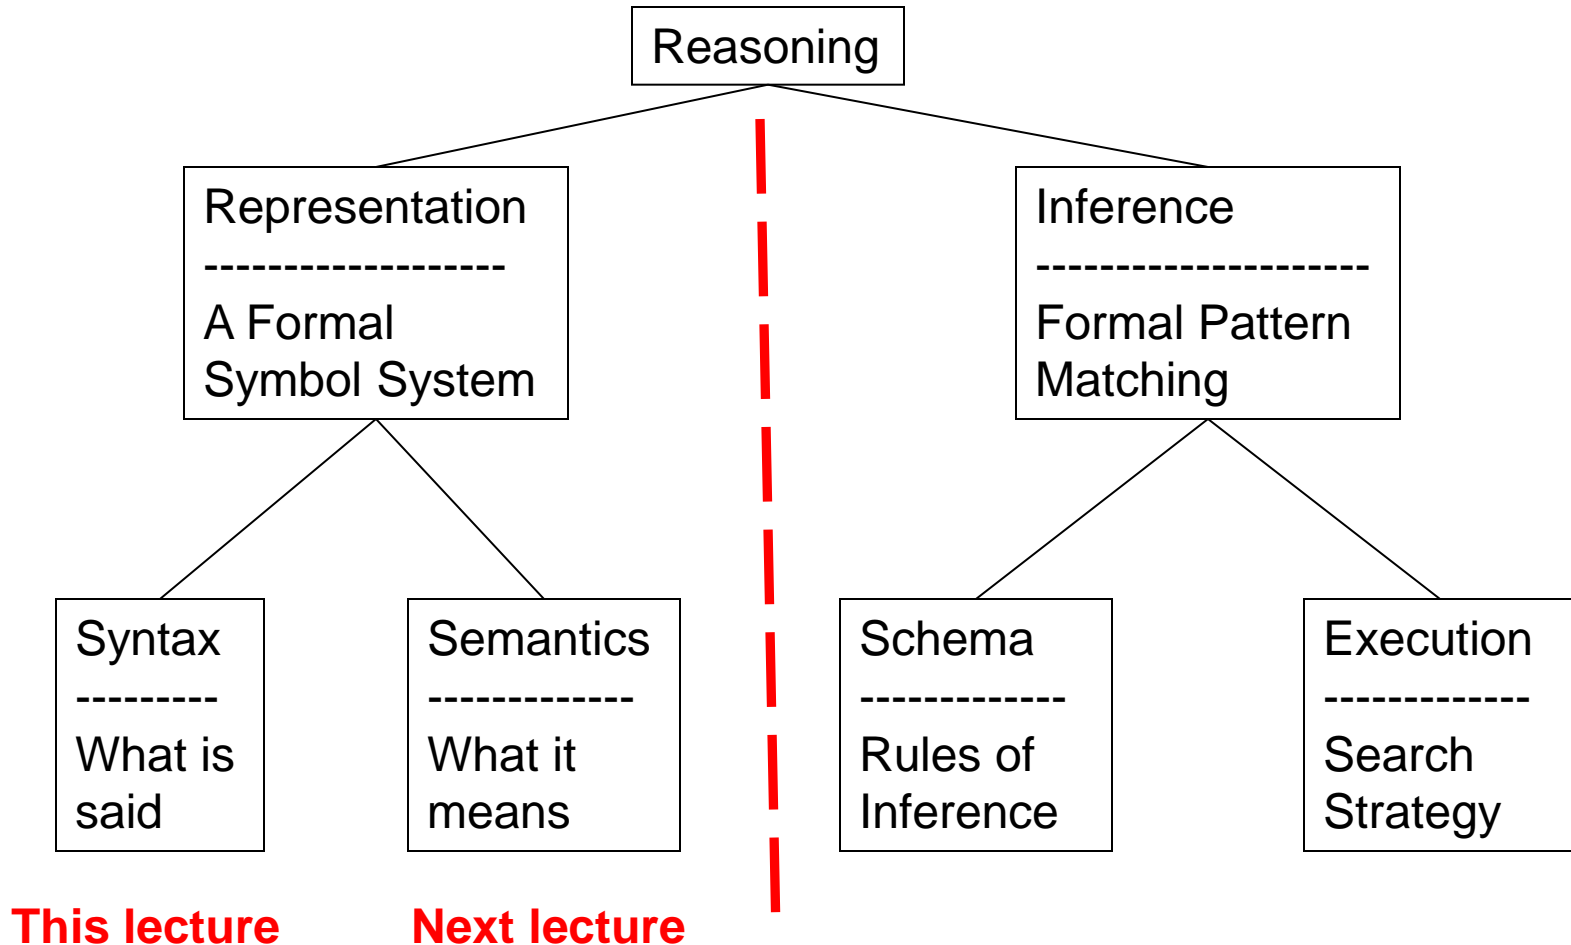 Reasoning
Representation
-------------------
A Formal
Symbol System
Inference
---------------------
Formal Pattern
Matching
Syntax
---------
What is
said
Semantics
-------------
What it
means
Schema
-------------
Rules of
Inference
Execution
-------------
Search
Strategy
This lecture
Next lecture